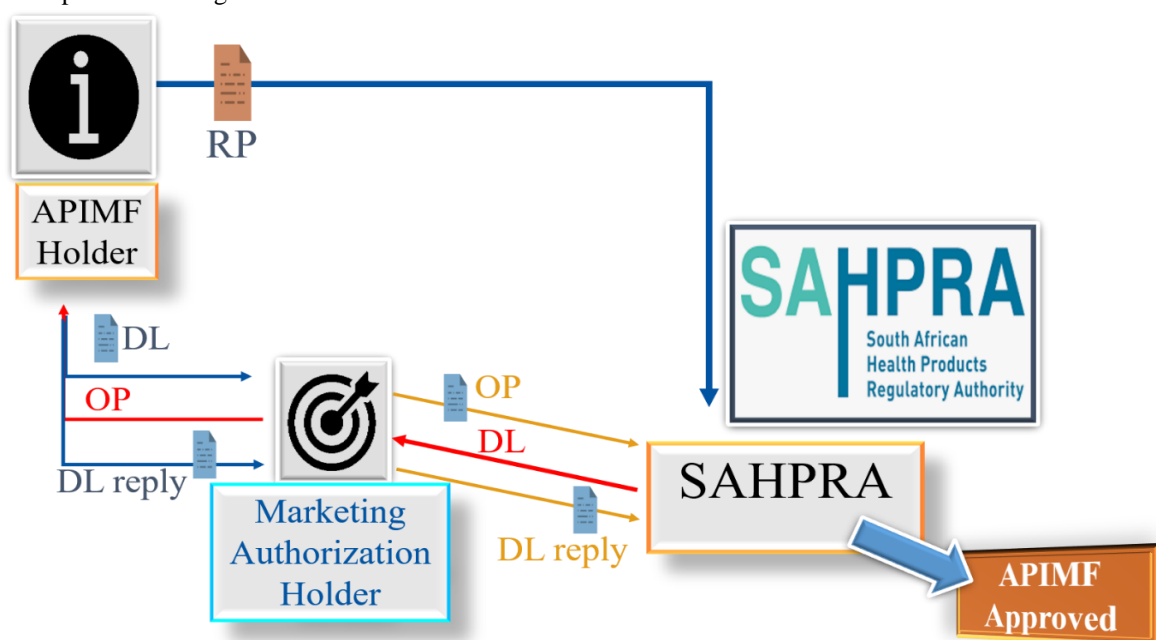 RP
APIMF
Holder
SAHPRA
South African
Health Products
Regulatory Authority
DL
OP
DL reply
OP
DL
DL reply
Marketing
Authorization
Holder
SAHPRA
APIMF
Approved